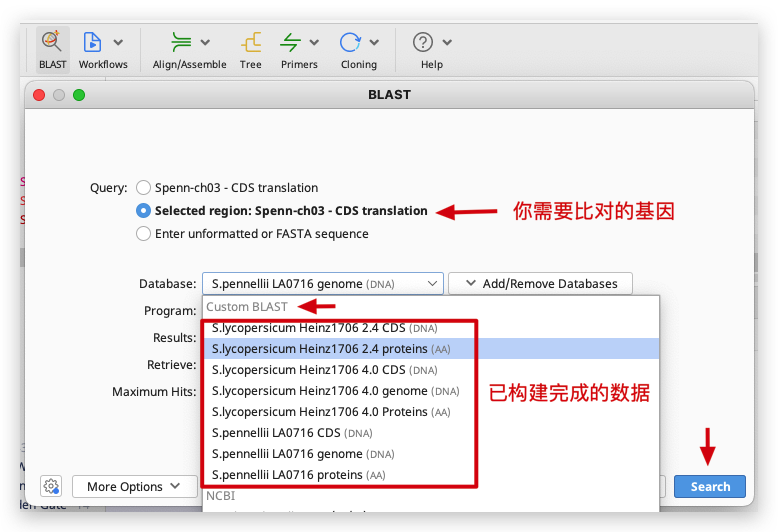 BLAST
Workflows
Align/Assemble
Tree
Primers
Cloning
Help
BLAST
Query:
Spenn-ch03 - CDS translation
Selected region: Spenn-ch03 - CDS translation
你需要比对的基因
Enter unformatted or FASTA sequence
Database:
S.pennellii LA0716 genome (DNA)
Add/Remove Databases
Program:
Custom BLAST
Results:
S.lycopersicum Heinz1706 2.4 CDS (DNA)
S.lycopersicum Heinz1706 2.4 proteins (AA)
Retrieve:
S.lycopersicum Heinz1706 4.0 CDS (DNA)
Maximum Hits:
S.lycopersicum Heinz1706 4.0 genome (DNA)
已构建完成的数据
S.lycopersicum Heinz1706 4.0 Proteins (AA)
S.pennellii LA0716 CDS (DNA)
S.pennellii LA0716 genome (DNA)
S.pennellii LA0716 proteins (AA)
More Options
NCBI
Search